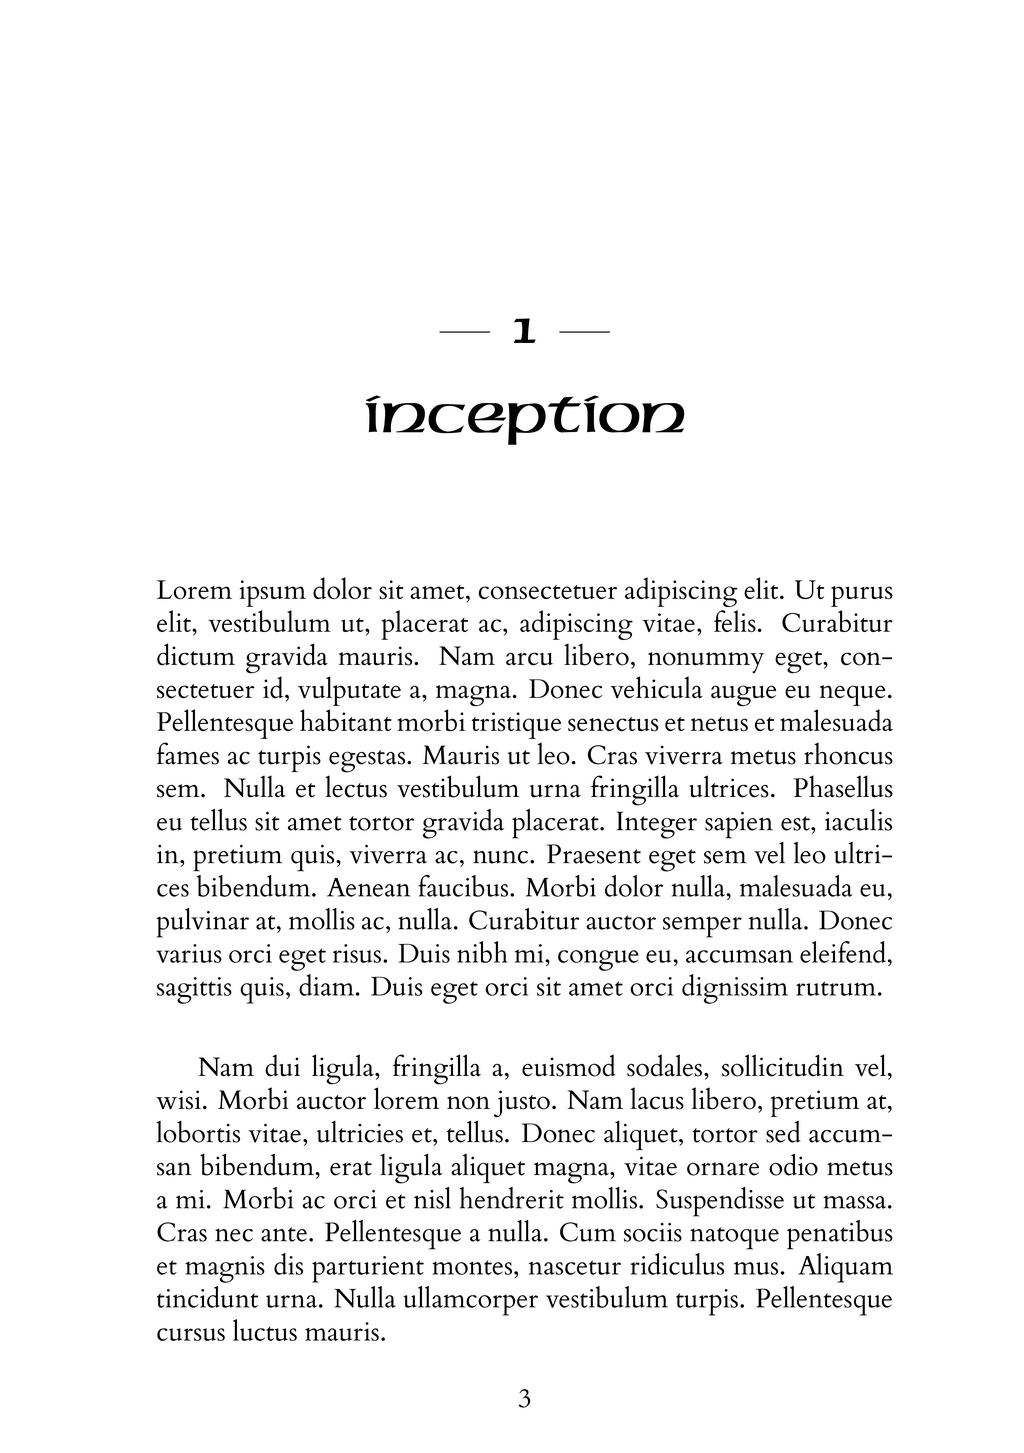 — 1 —
inception
Lorem ipsum dolor sit amet, consectetuer adipiscing elit. Ut purus
elit, vestibulum ut, placerat ac, adipiscing vitae, felis. Curabitur
dictum gravida mauris. Nam arcu libero, nonummy eget, con-
sectetuer id, vulputate a, magna. Donec vehicula augue eu neque.
Pellentesque habitant morbi tristique senectus et netus et malesuada
fames ac turpis egestas. Mauris ut leo. Cras viverra metus rhoncus
sem. Nulla et lectus vestibulum urna fringilla ultrices. Phasellus
eu tellus sit amet tortor gravida placerat. Integer sapien est, iaculis
in, pretium quis, viverra ac, nunc. Praesent eget sem vel leo ultri-
ces bibendum. Aenean faucibus. Morbi dolor nulla, malesuada eu,
pulvinar at, mollis ac, nulla. Curabitur auctor semper nulla. Donec
varius orci eget risus. Duis nibh mi, congue eu, accumsan eleifend,
sagittis quis, diam. Duis eget orci sit amet orci dignissim rutrum.
Nam dui ligula, fringilla a, euismod sodales, sollicitudin vel,
wisi. Morbi auctor lorem non justo. Nam lacus libero, pretium at,
lobortis vitae, ultricies et, tellus. Donec aliquet, tortor sed accum-
san bibendum, erat ligula aliquet magna, vitae ornare odio metus
a mi. Morbi ac orci et nisl hendrerit mollis. Suspendisse ut massa.
Cras nec ante. Pellentesque a nulla. Cum sociis natoque penatibus
et magnis dis parturient montes, nascetur ridiculus mus. Aliquam
tincidunt urna. Nulla ullamcorper vestibulum turpis. Pellentesque
cursus luctus mauris.
3